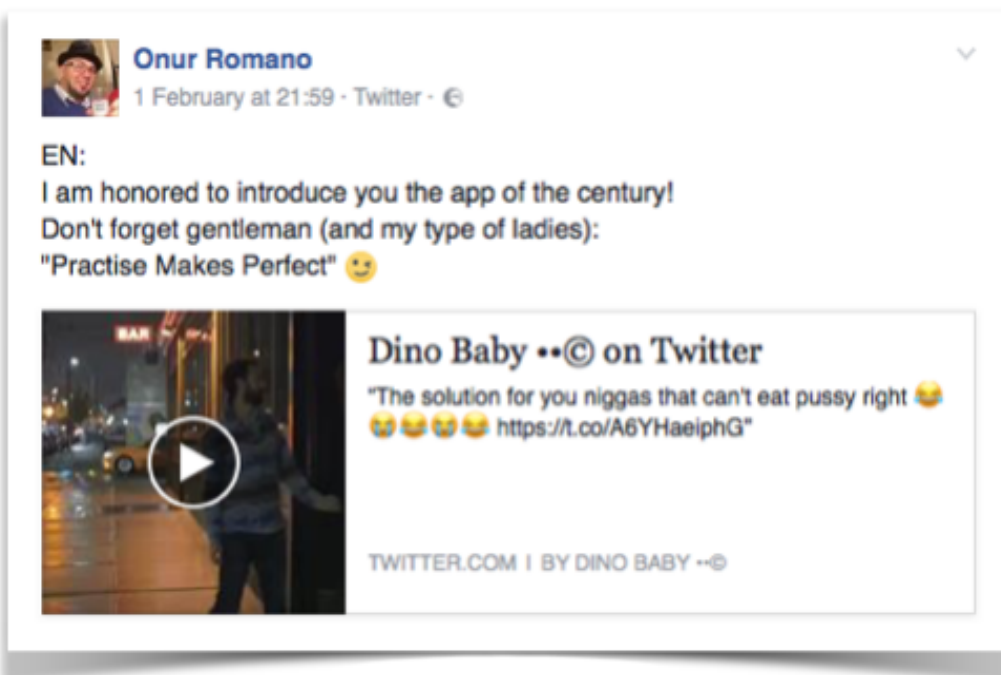 Onur Romano
1 February at 21:59 · Twitter ·
EN:
I am honored to introduce you the app of the century!
Don't forget gentleman (and my type of ladies):
"Practise Makes Perfect" 😉
BAR
Dino Baby ••© on Twitter
"The solution for you niggas that can't eat pussy right 😂
😭😂😭😂 https://t.co/A6YHaeiphG"
TWITTER.COM | BY DINO BABY ••©